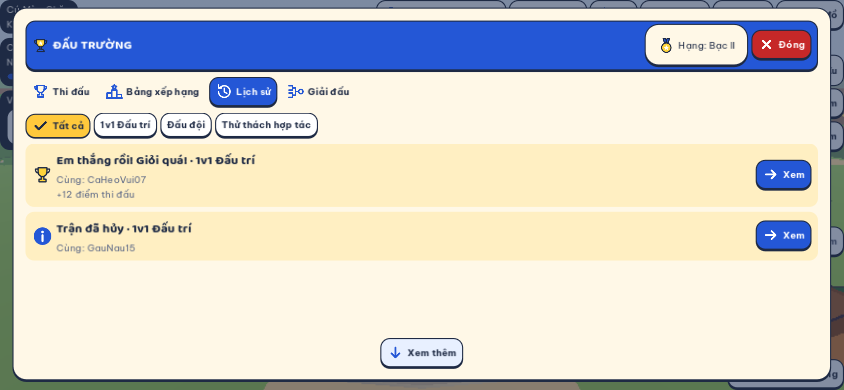 ĐẤU TRƯỜNG
Hạng: Bạc II
Đóng
Thi đấu
Bảng xếp hạng
Lịch sử
Giải đấu
Tất cả
1v1 Đấu trí
Đấu đội
Thử thách hợp tác
Em thắng rồi! Giỏi quá! · 1v1 Đấu trí
Cùng: CaHeoVui07
+12 điểm thi đấu
Xem
Trận đã hủy · 1v1 Đấu trí
Cùng: GauNau15
Xem
Xem thêm